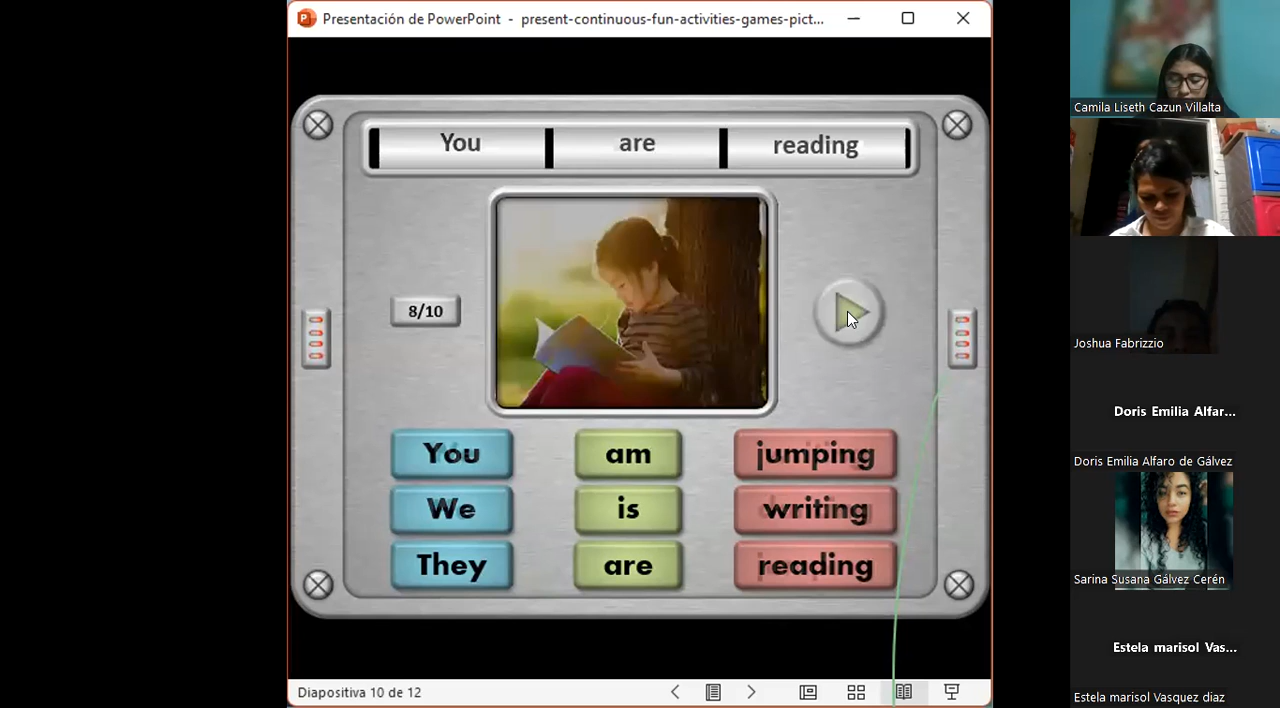 Presentación de PowerPoint - present-continuous-fun-activities-games-pict...
You are reading
8/10
You am jumping
We is writing
They are reading
Diapositiva 10 de 12
Camila Liseth Cazun Villalta
Joshua Fabrizzio
Doris Emilia Alfar...
Doris Emilia Alfaro de Gálvez
Sarina Susana Gálvez Cerén
Estela marisol Vas...
Estela marisol Vasquez diaz